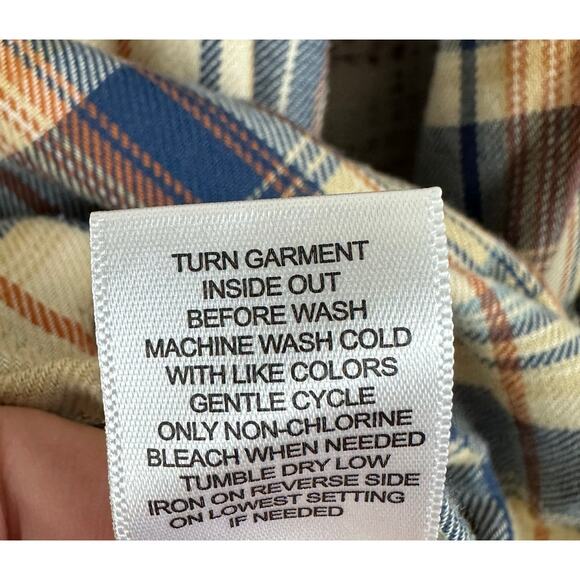 TURN GARMENT
INSIDE OUT
BEFORE WASH
MACHINE WASH COLD
WITH LIKE COLORS
GENTLE CYCLE
ONLY NON-CHLORINE
BLEACH WHEN NEEDED
TUMBLE DRY LOW
IRON ON REVERSE SIDE
ON LOWEST SETTING
IF NEEDED